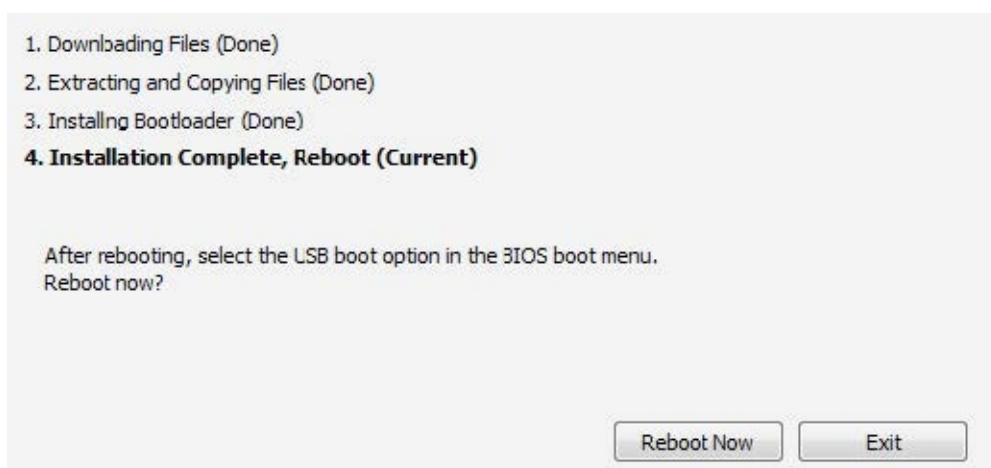 1. Downloading Files (Done)
2. Extracting and Copying Files (Done)
3. Installing Bootloader (Done)
4. Installation Complete, Reboot (Current)
After rebooting, select the USB boot option in the BIOS boot menu.
Reboot now?
Reboot Now
Exit